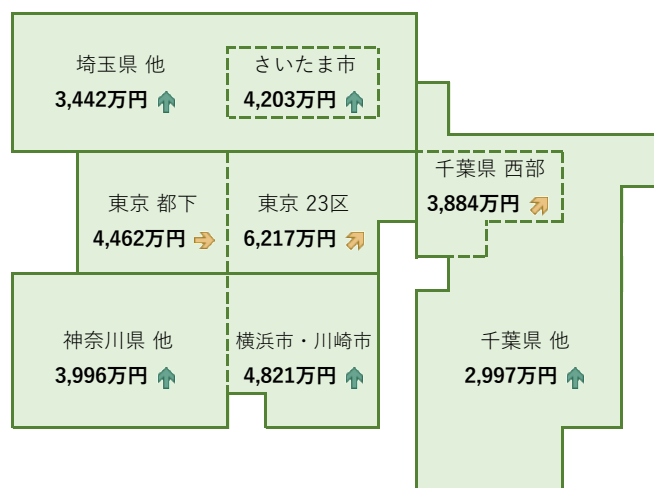 埼玉県 他
3,442万円
さいたま市
4,203万円
千葉県 西部
3,884万円
東京 都下
4,462万円
東京 23区
6,217万円
神奈川県 他
3,996万円
横浜市・川崎市
4,821万円
千葉県 他
2,997万円